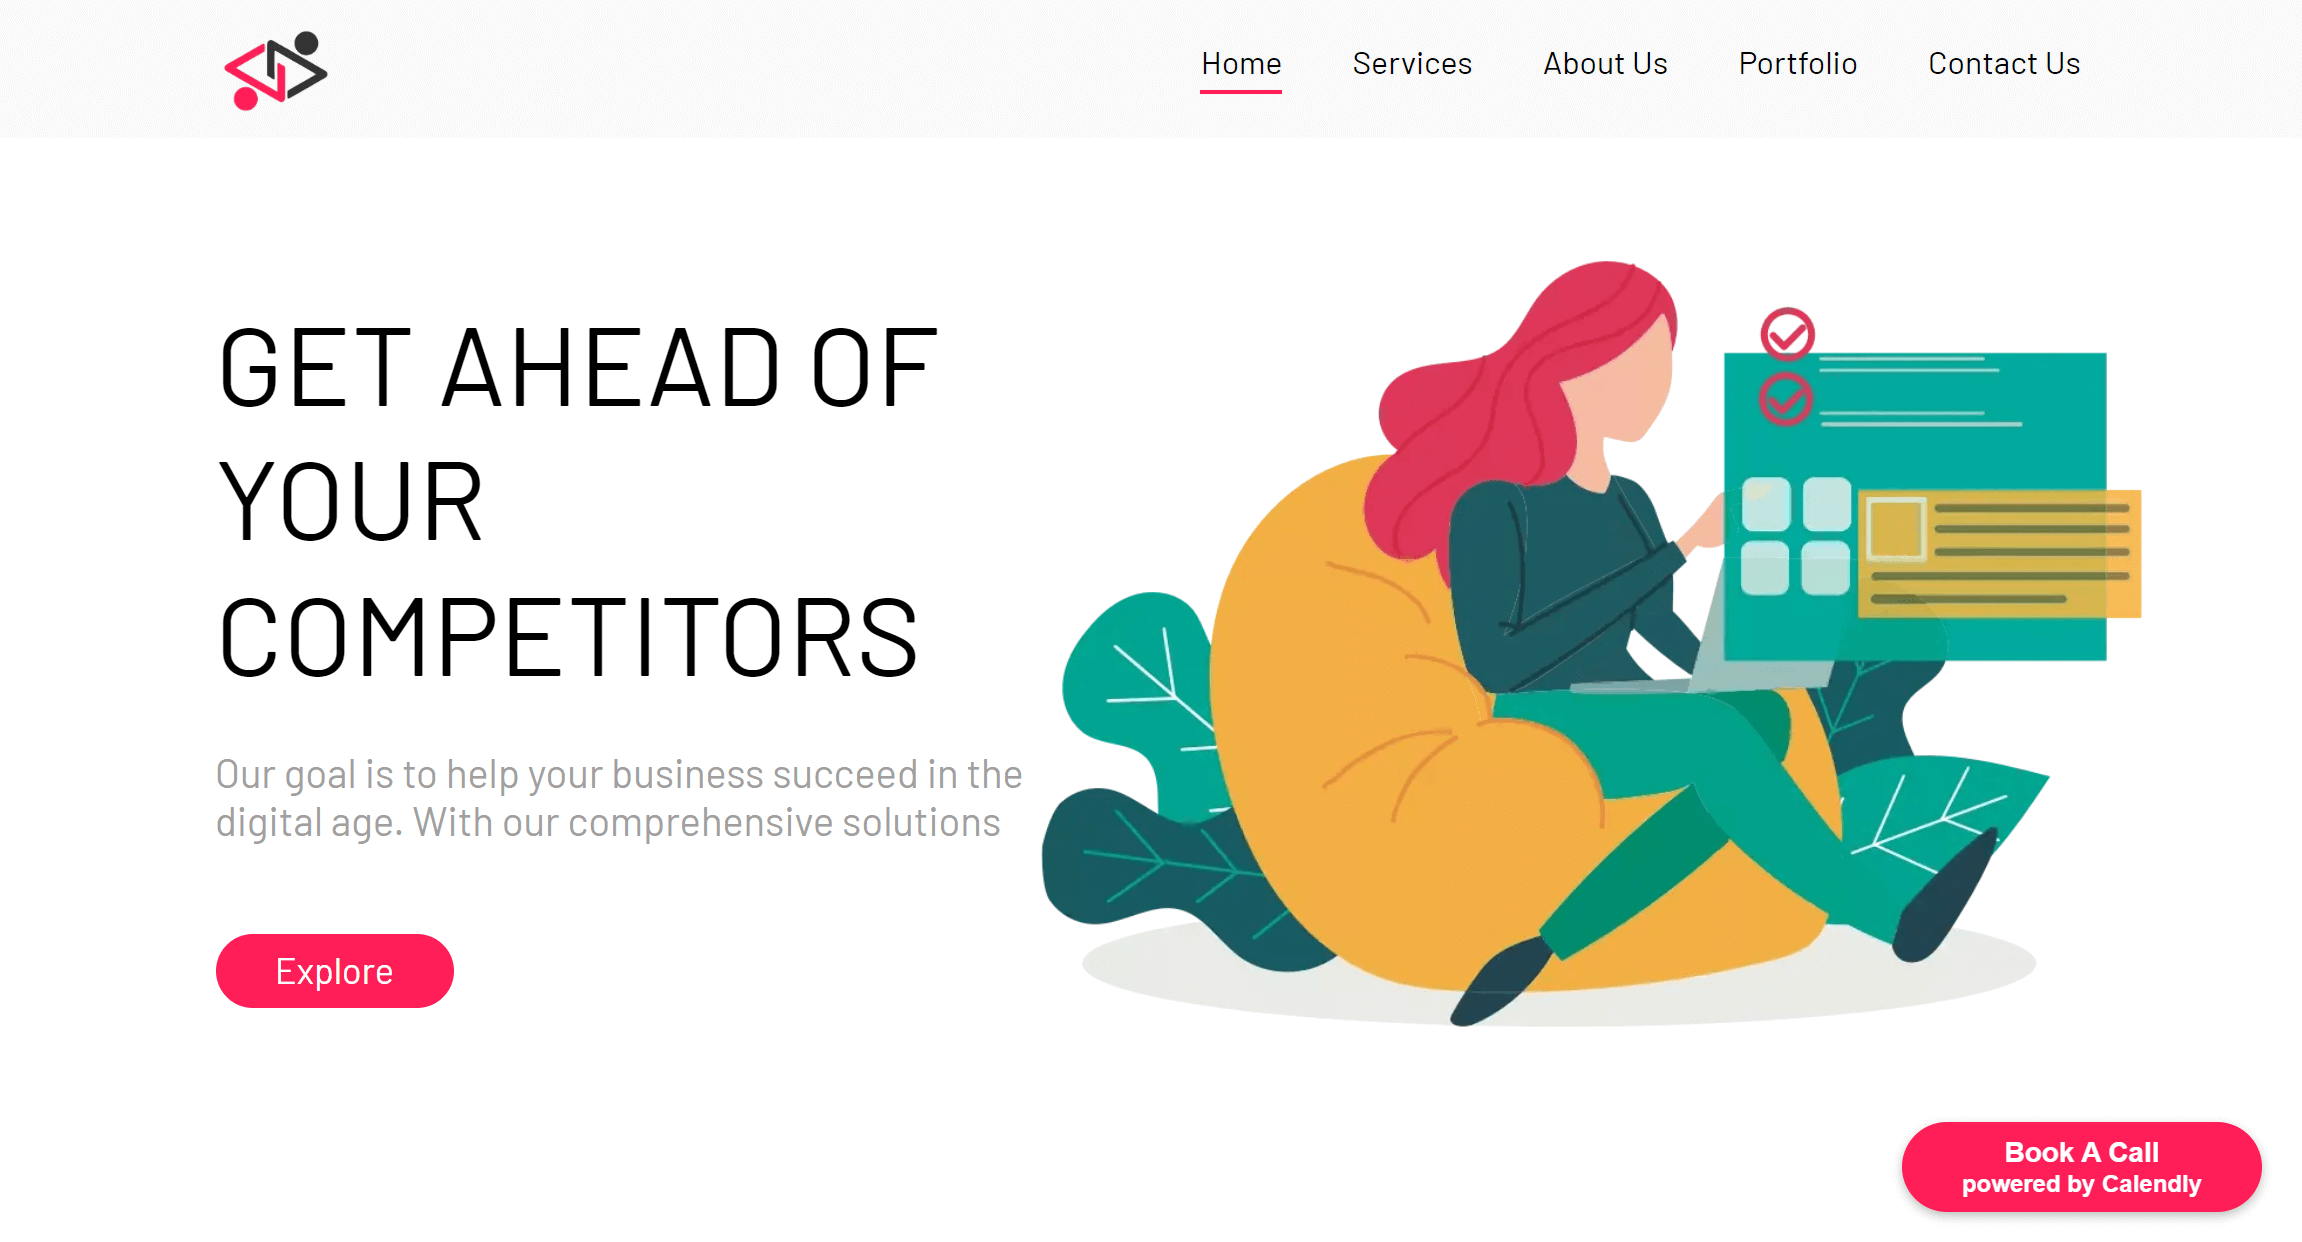 Home Services About Us Portfolio Contact Us
GET AHEAD OF
YOUR
COMPETITORS
Our goal is to help your business succeed in the
digital age. With our comprehensive solutions
Explore
Book A Call
powered by Calendly